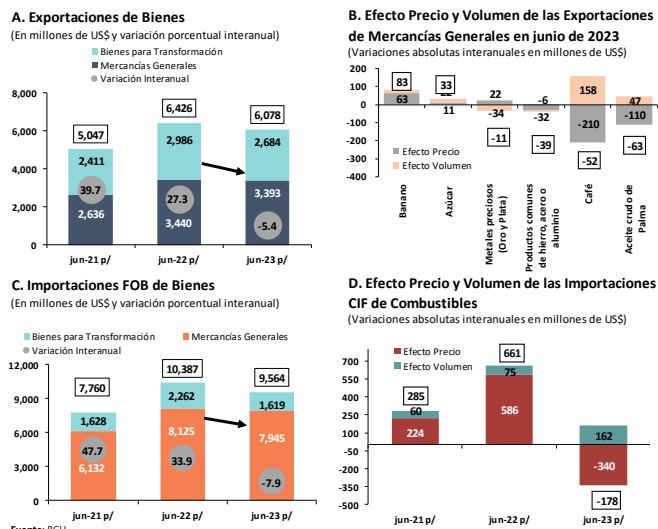 A. Exportaciones de Bienes
(En millones de US$ y variación porcentual interanual)
Bienes para Transformación
Mercancías Generales
Variación Interanual
8,000
6,000
4,000
2,000
0
5,047
2,411
39.7
2,636
6,426
2,986
27.3
3,440
6,078
2,684
3,393
-5.4
jun-21 p/
jun-22 p/
jun-23 p/
B. Efecto Precio y Volumen de las Exportaciones
de Mercancías Generales en junio de 2023
(Variaciones absolutas interanuales en millones de US$)
200
100
0
-100
-200
-300
-400
83
63
33
11
22
-34
-11
-6
-32
-39
158
-210
-52
47
-110
-63
Efecto Precio
Efecto Volumen
Banano
Azúcar
Metales preciosos
(Oro y Plata)
Productos comunes
de hierro, acero o
aluminio
Café
Aceite crudo de
Palma
C. Importaciones FOB de Bienes
(En millones de US$ y variación porcentual interanual)
Bienes para Transformación
Mercancías Generales
Variación Interanual
12,000
9,000
6,000
3,000
0
7,760
1,628
47.7
6,132
10,387
2,262
8,125
33.9
9,564
1,619
7,945
-7.9
jun-21 p/
jun-22 p/
jun-23 p/
D. Efecto Precio y Volumen de las Importaciones
CIF de Combustibles
(Variaciones absolutas interanuales en millones de US$)
Efecto Precio
Efecto Volumen
700
550
400
250
100
-50
-200
-350
-500
285
60
224
661
75
586
162
-340
-178
jun-21 p/
jun-22 p/
jun-23 p/